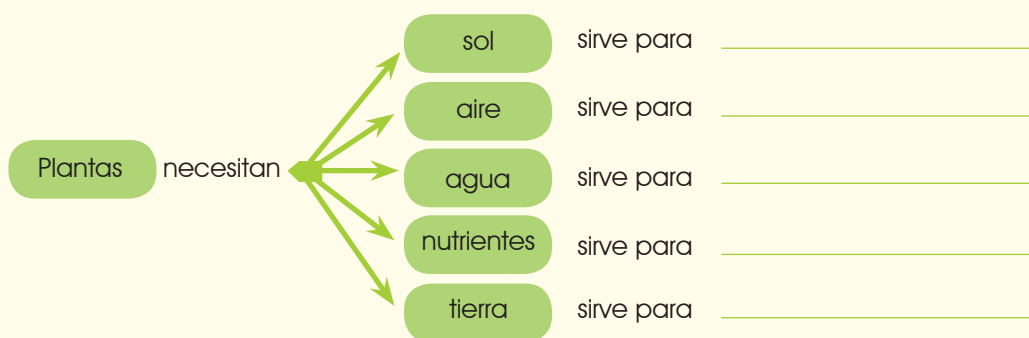 sol sirve para
aire sirve para
Plantas necesitan
agua sirve para
nutrientes sirve para
tierra sirve para